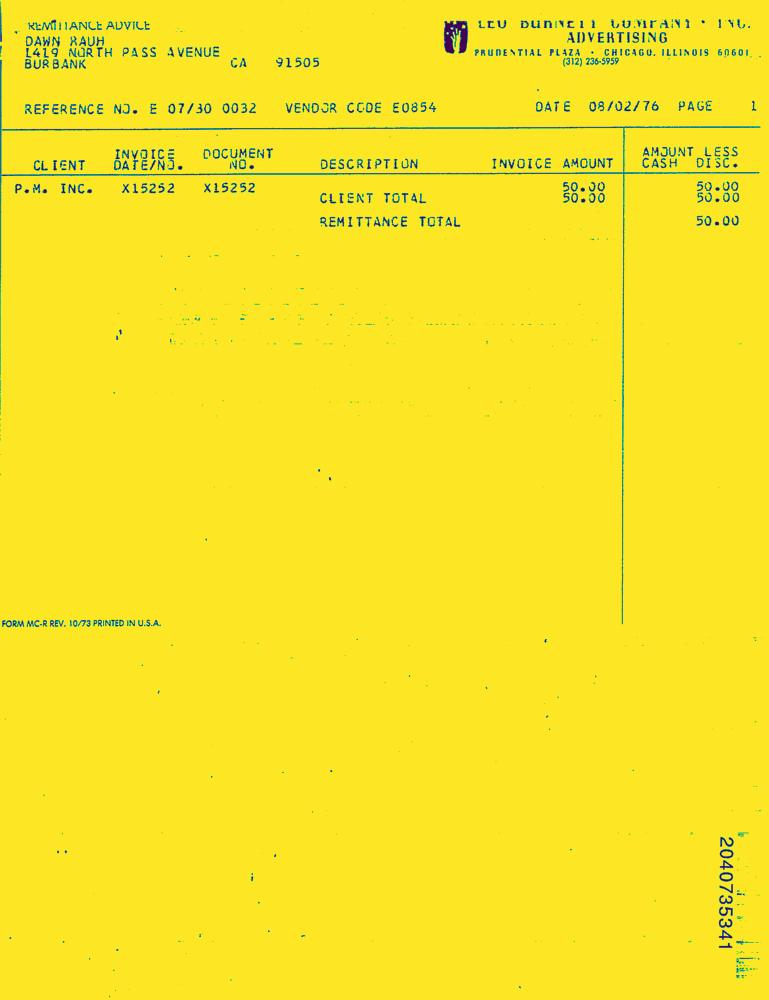 REMITTANCE ADVICE
DAWN RAUH
1419 NORTH PASS AVENUE
BURBANK CA 91505
LEO BURNETT COMPANY · INC.
ADVERTISING
PRUDENTIAL PLAZA · CHICAGO, ILLINOIS 60601
(312) 236-5959
REFERENCE NO. E 07/30 0032 VENDOR CODE E0854 DATE 08/02/76 PAGE 1
CLIENT INVOICE DATE/NO. DOCUMENT NO. DESCRIPTION INVOICE AMOUNT AMOUNT LESS CASH DISC.
P.M. INC. X15252 X15252 50.00 50.00
CLIENT TOTAL 50.00 50.00
REMITTANCE TOTAL 50.00
FORM MC-R REV. 10/73 PRINTED IN U.S.A.
2040735341